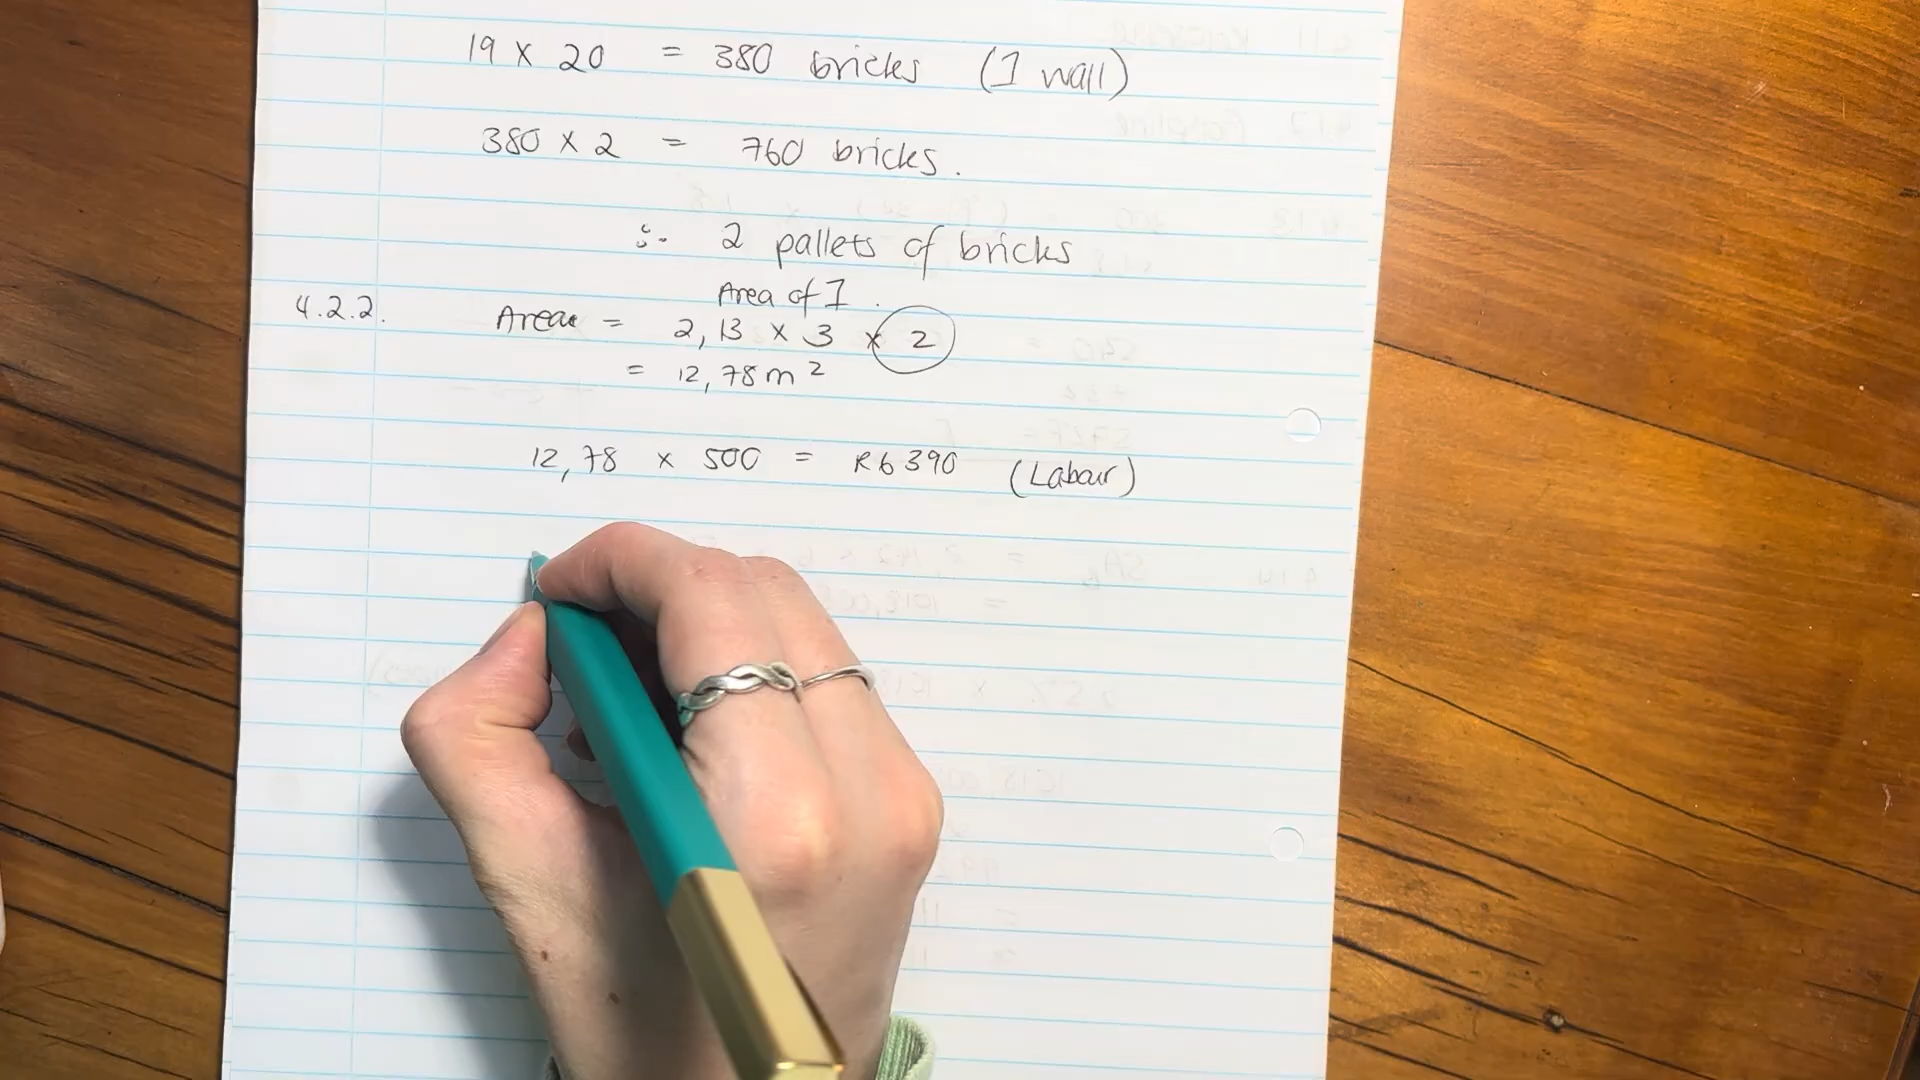 19 × 20 = 380 bricks (1 wall)
380 × 2 = 760 bricks.
∴ 2 pallets of bricks
Area of 1
4.2.2. Area = 2,13 × 3 × 2
= 12,78 m²
12,78 × 500 = R6 390 (Labour)